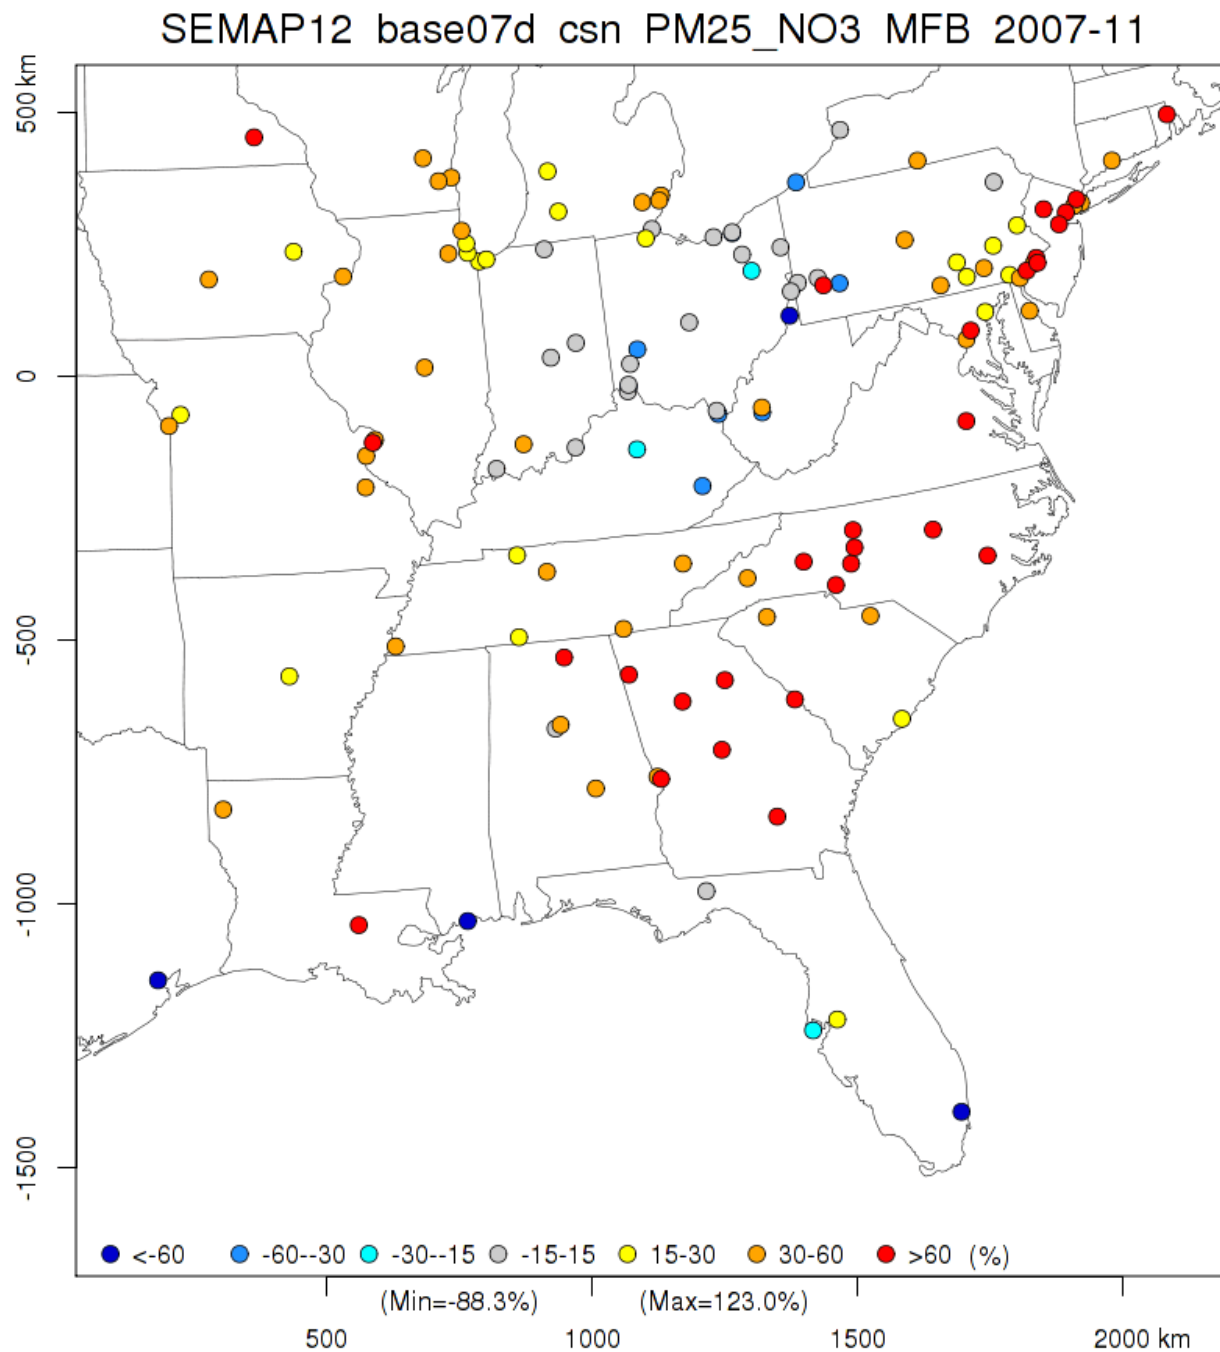 SEMAP12 base07d csn PM25_NO3 MFB 2007-11
500 km
0
-500
-1000
-1500
<-60 -60--30 -30--15 -15-15 15-30 30-60 >60 (%)
(Min=-88.3%) (Max=123.0%)
500 1000 1500 2000 km